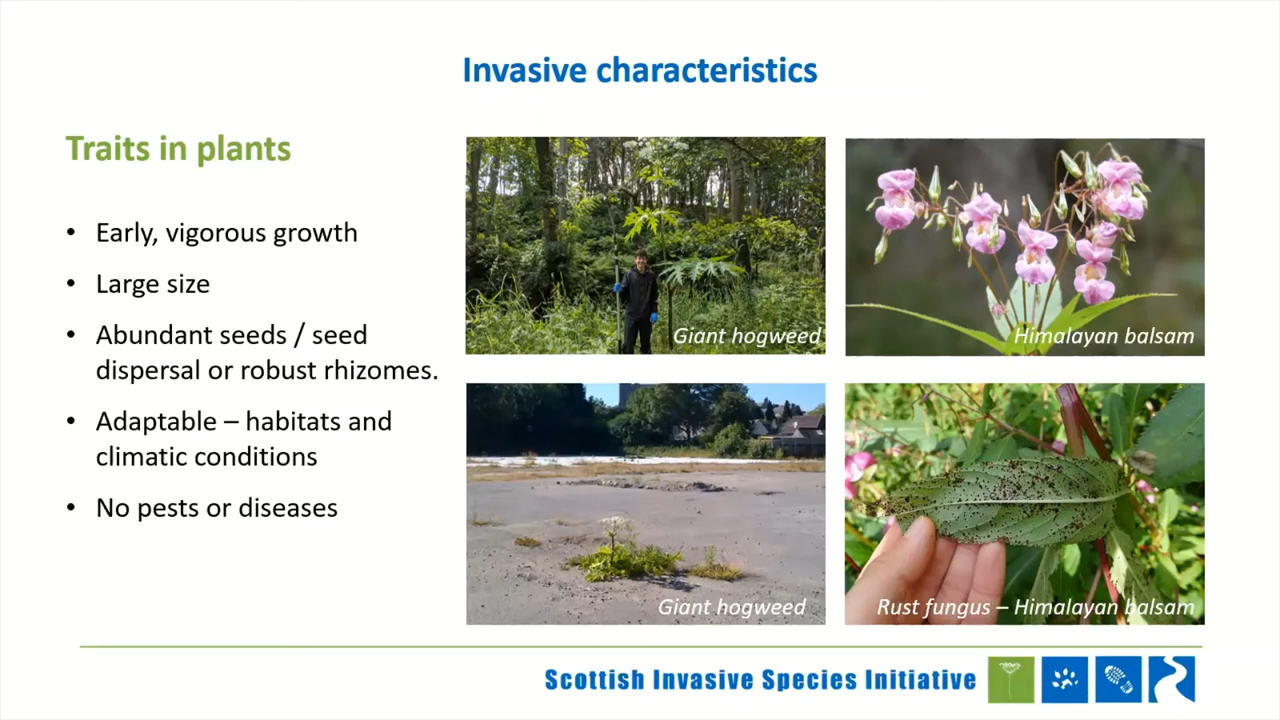 Invasive characteristics
Traits in plants
• Early, vigorous growth
• Large size
• Abundant seeds / seed
dispersal or robust rhizomes.
• Adaptable – habitats and
climatic conditions
• No pests or diseases
Giant hogweed
Himalayan balsam
Giant hogweed
Rust fungus – Himalayan balsam
Scottish Invasive Species Initiative